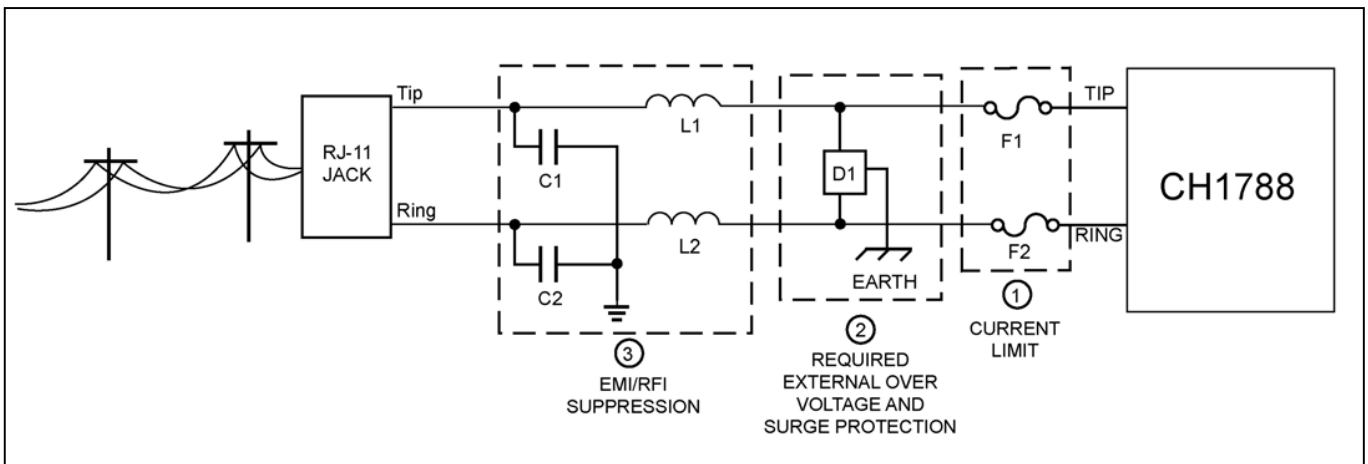 RJ-11
JACK
Tip
Ring
C1
C2
L1
L2
③
EMI/RFI
SUPPRESSION
D1
EARTH
②
REQUIRED
EXTERNAL OVER
VOLTAGE AND
SURGE PROTECTION
F1
F2
①
CURRENT
LIMIT
TIP
RING
CH1788